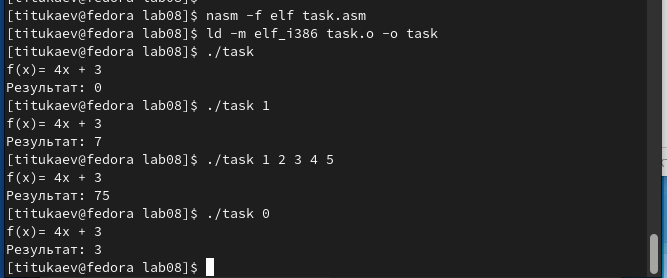 [titukaev@fedora lab08]$ nasm -f elf task.asm
[titukaev@fedora lab08]$ ld -m elf_i386 task.o -o task
[titukaev@fedora lab08]$ ./task
f(x)= 4x + 3
Результат: 0
[titukaev@fedora lab08]$ ./task 1
f(x)= 4x + 3
Результат: 7
[titukaev@fedora lab08]$ ./task 1 2 3 4 5
f(x)= 4x + 3
Результат: 75
[titukaev@fedora lab08]$ ./task 0
f(x)= 4x + 3
Результат: 3
[titukaev@fedora lab08]$